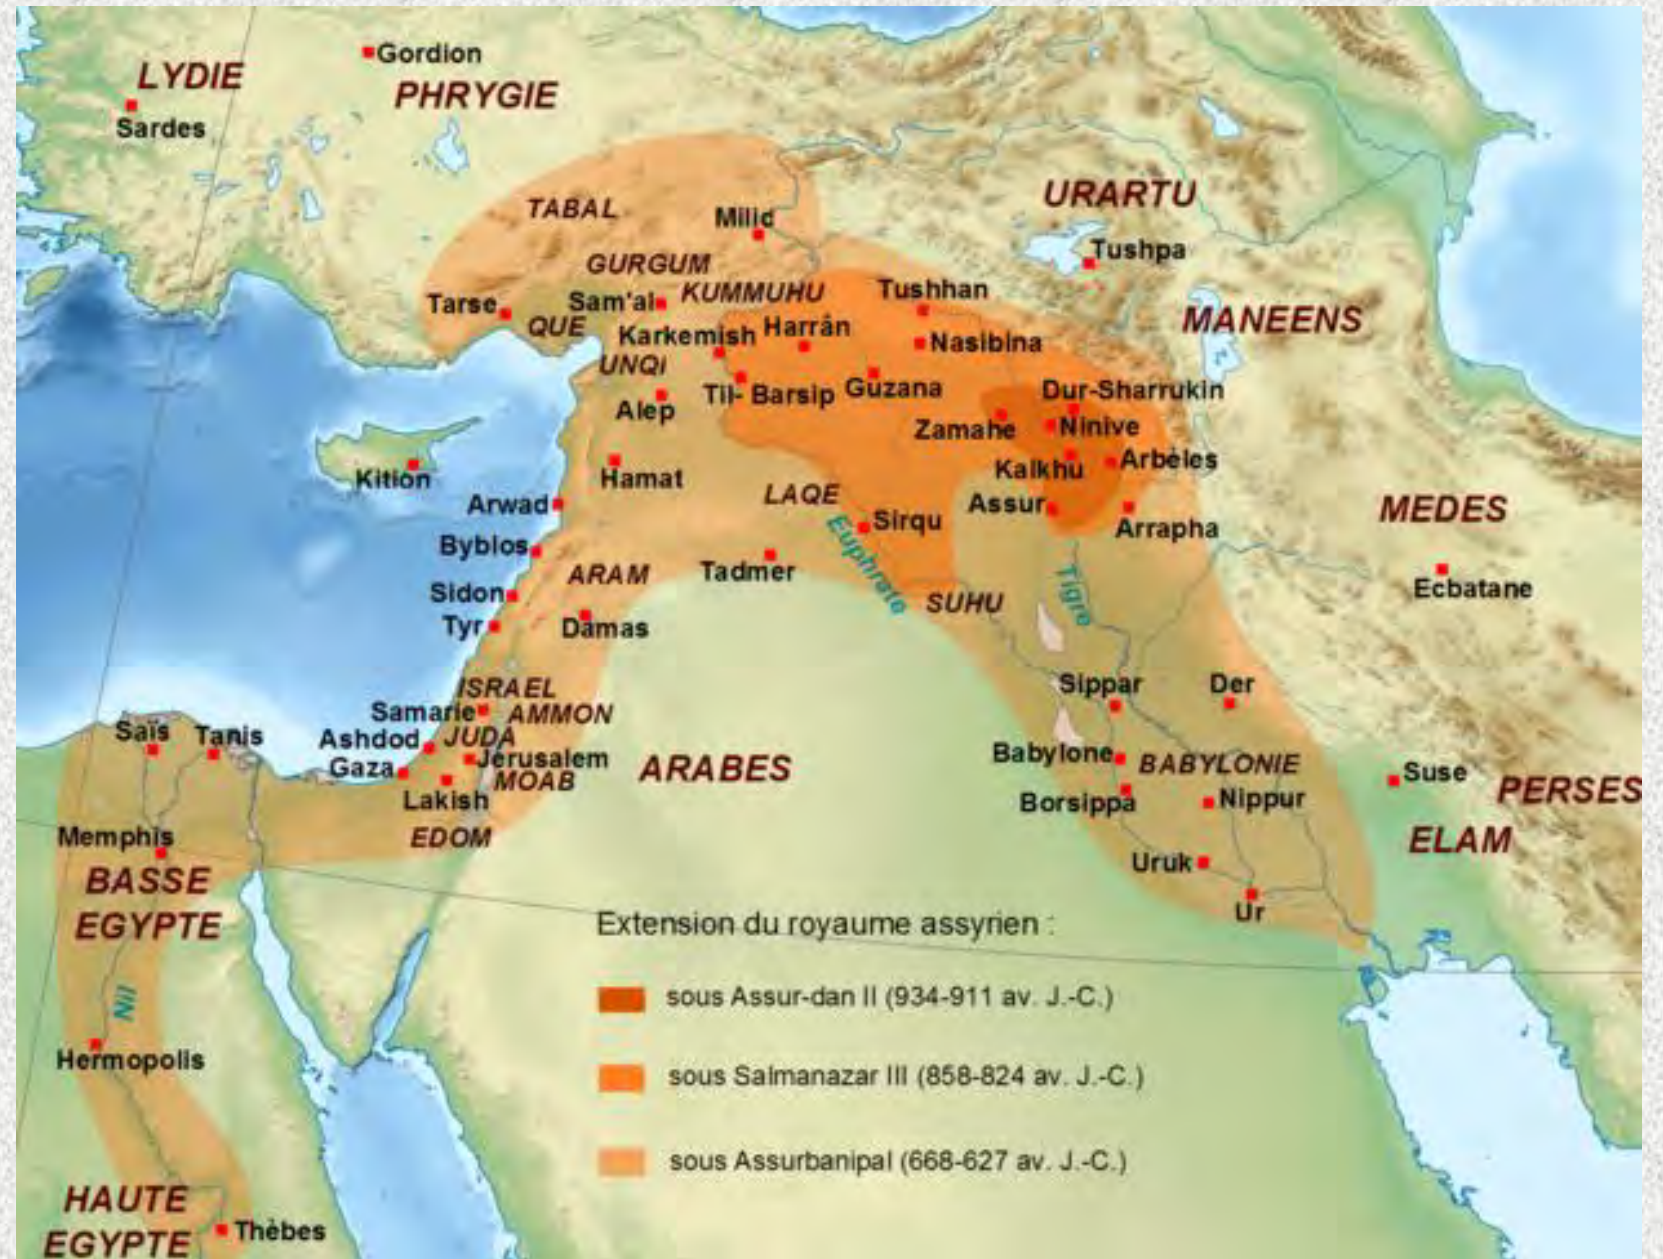 Gordion
LYDIE
PHRYGIE
Sardes
TABAL
Milid
URARTU
Tushpa
GURGUM
KUMMUHU
Tushhan
Tarse
Sam'al
QUE
Karkemish
Harrân
Nasibina
MANEENS
UNQI
Til- Barsip
Guzana
Dur-Sharrukin
Alep
Zamahe
Ninive
Kalkhu
Arbèles
Kition
Hamat
LAQE
Assur
Arrapha
MEDES
Arwad
Sirqu
Byblos
Euphrate
Tigre
ARAM
Tadmer
Ecbatane
Sidon
SUHU
Tyr
Damas
ISRAEL
Sippar
Der
Samarie
AMMON
Saïs
Tanis
Ashdod
JUDA
Jérusalem
Gaza
MOAB
ARABES
Babylone
BABYLONIE
Suse
PERSES
Lakish
Borsippa
Nippur
Memphis
EDOM
ELAM
BASSE
EGYPTE
Uruk
Ur
Extension du royaume assyrien :
sous Assur-dan II (934-911 av. J.-C.)
Nil
Hermopolis
sous Salmanazar III (858-824 av. J.-C.)
sous Assurbanipal (668-627 av. J.-C.)
HAUTE
EGYPTE
Thèbes